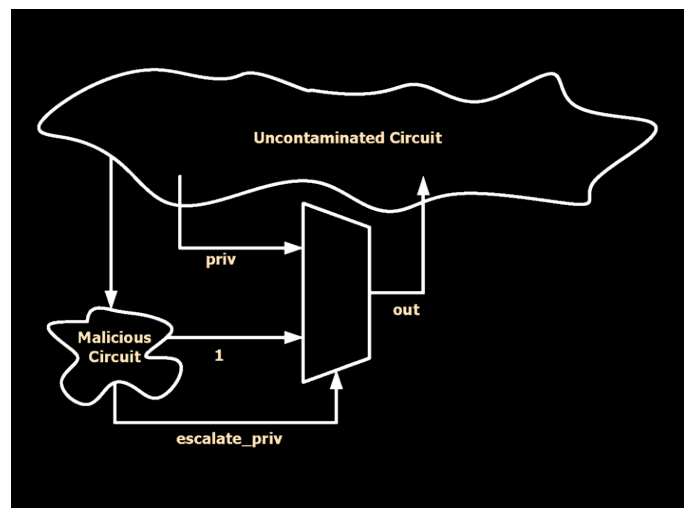 Uncontaminated Circuit
priv
out
Malicious
Circuit
1
escalate_priv